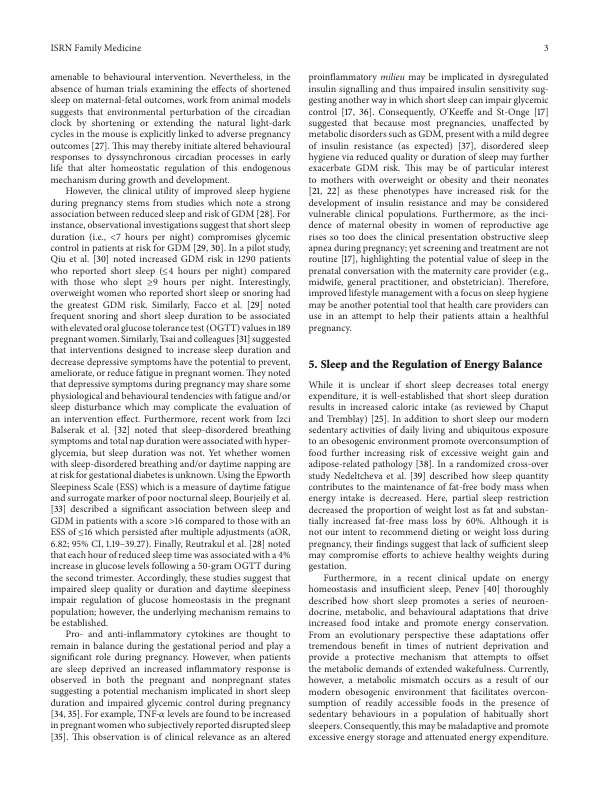 ISRN Family Medicine
3
amenable to behavioural intervention. Nevertheless, in the
absence of human trials examining the effects of shortened
sleep on maternal-fetal outcomes, work from animal models
suggests that environmental perturbation of the circadian
clock by shortening or extending the natural light-dark
cycles in the mouse is explicitly linked to adverse pregnancy
outcomes [27]. This may thereby initiate altered behavioural
responses to dyssynchronous circadian processes in early
life that alter homeostatic regulation of this endogenous
mechanism during growth and development.
However, the clinical utility of improved sleep hygiene
during pregnancy stems from studies which note a strong
association between reduced sleep and risk of GDM [28]. For
instance, observational investigations suggest that short sleep
duration (i.e., <7 hours per night) compromises glycemic
control in patients at risk for GDM [29, 30]. In a pilot study,
Qiu et al. [30] noted increased GDM risk in 1290 patients
who reported short sleep (≤4 hours per night) compared
with those who slept ≥9 hours per night. Interestingly,
overweight women who reported short sleep or snoring had
the greatest GDM risk. Similarly, Facco et al. [29] noted
frequent snoring and short sleep duration to be associated
with elevated oral glucose tolerance test (OGTT) values in 189
pregnant women. Similarly, Tsai and colleagues [31] suggested
that interventions designed to increase sleep duration and
decrease depressive symptoms have the potential to prevent,
ameliorate, or reduce fatigue in pregnant women. They noted
that depressive symptoms during pregnancy may share some
physiological and behavioural tendencies with fatigue and/or
sleep disturbance which may complicate the evaluation of
an intervention effect. Furthermore, recent work from Izci
Balserak et al. [32] noted that sleep-disordered breathing
symptoms and total nap duration were associated with hyper-
glycemia, but sleep duration was not. Yet whether women
with sleep-disordered breathing and/or daytime napping are
at risk for gestational diabetes is unknown. Using the Epworth
Sleepiness Scale (ESS) which is a measure of daytime fatigue
and surrogate marker of poor nocturnal sleep, Bourjeily et al.
[33] described a significant association between sleep and
GDM in patients with a score >16 compared to those with an
ESS of ≤16 which persisted after multiple adjustments (aOR,
6.82; 95% CI, 1.19–39.27). Finally, Reutrakul et al. [28] noted
that each hour of reduced sleep time was associated with a 4%
increase in glucose levels following a 50-gram OGTT during
the second trimester. Accordingly, these studies suggest that
impaired sleep quality or duration and daytime sleepiness
impair regulation of glucose homeostasis in the pregnant
population; however, the underlying mechanism remains to
be established.
Pro- and anti-inflammatory cytokines are thought to
remain in balance during the gestational period and play a
significant role during pregnancy. However, when patients
are sleep deprived an increased inflammatory response is
observed in both the pregnant and nonpregnant states
suggesting a potential mechanism implicated in short sleep
duration and impaired glycemic control during pregnancy
[34, 35]. For example, TNF-α levels are found to be increased
in pregnant women who subjectively reported disrupted sleep
[35]. This observation is of clinical relevance as an altered
proinflammatory milieu may be implicated in dysregulated
insulin signalling and thus impaired insulin sensitivity sug-
gesting another way in which short sleep can impair glycemic
control [17, 36]. Consequently, O'Keeffe and St-Onge [17]
suggested that because most pregnancies, unaffected by
metabolic disorders such as GDM, present with a mild degree
of insulin resistance (as expected) [37], disordered sleep
hygiene via reduced quality or duration of sleep may further
exacerbate GDM risk. This may be of particular interest
to mothers with overweight or obesity and their neonates
[21, 22] as these phenotypes have increased risk for the
development of insulin resistance and may be considered
vulnerable clinical populations. Furthermore, as the inci-
dence of maternal obesity in women of reproductive age
rises so too does the clinical presentation obstructive sleep
apnea during pregnancy; yet screening and treatment are not
routine [17], highlighting the potential value of sleep in the
prenatal conversation with the maternity care provider (e.g.,
midwife, general practitioner, and obstetrician). Therefore,
improved lifestyle management with a focus on sleep hygiene
may be another potential tool that health care providers can
use in an attempt to help their patients attain a healthful
pregnancy.
5. Sleep and the Regulation of Energy Balance
While it is unclear if short sleep decreases total energy
expenditure, it is well-established that short sleep duration
results in increased caloric intake (as reviewed by Chaput
and Tremblay) [25]. In addition to short sleep our modern
sedentary activities of daily living and ubiquitous exposure
to an obesogenic environment promote overconsumption of
food further increasing risk of excessive weight gain and
adipose-related pathology [38]. In a randomized cross-over
study Nedeltcheva et al. [39] described how sleep quantity
contributes to the maintenance of fat-free body mass when
energy intake is decreased. Here, partial sleep restriction
decreased the proportion of weight lost as fat and substan-
tially increased fat-free mass loss by 60%. Although it is
not our intent to recommend dieting or weight loss during
pregnancy, their findings suggest that lack of sufficient sleep
may compromise efforts to achieve healthy weights during
gestation.
Furthermore, in a recent clinical update on energy
homeostasis and insufficient sleep, Penev [40] thoroughly
described how short sleep promotes a series of neuroen-
docrine, metabolic, and behavioural adaptations that drive
increased food intake and promote energy conservation.
From an evolutionary perspective these adaptations offer
tremendous benefit in times of nutrient deprivation and
provide a protective mechanism that attempts to offset
the metabolic demands of extended wakefulness. Currently,
however, a metabolic mismatch occurs as a result of our
modern obesogenic environment that facilitates overcon-
sumption of readily accessible foods in the presence of
sedentary behaviours in a population of habitually short
sleepers. Consequently, this may be maladaptive and promote
excessive energy storage and attenuated energy expenditure.